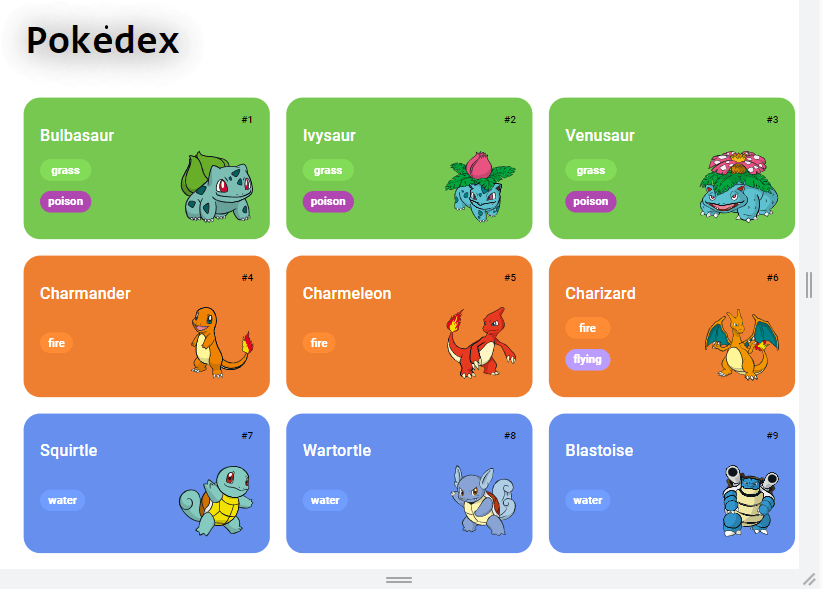 Pokėdex
#1
Bulbasaur
grass
poison
#2
Ivysaur
grass
poison
#3
Venusaur
grass
poison
#4
Charmander
fire
#5
Charmeleon
fire
#6
Charizard
fire
flying
#7
Squirtle
water
#8
Wartortle
water
#9
Blastoise
water